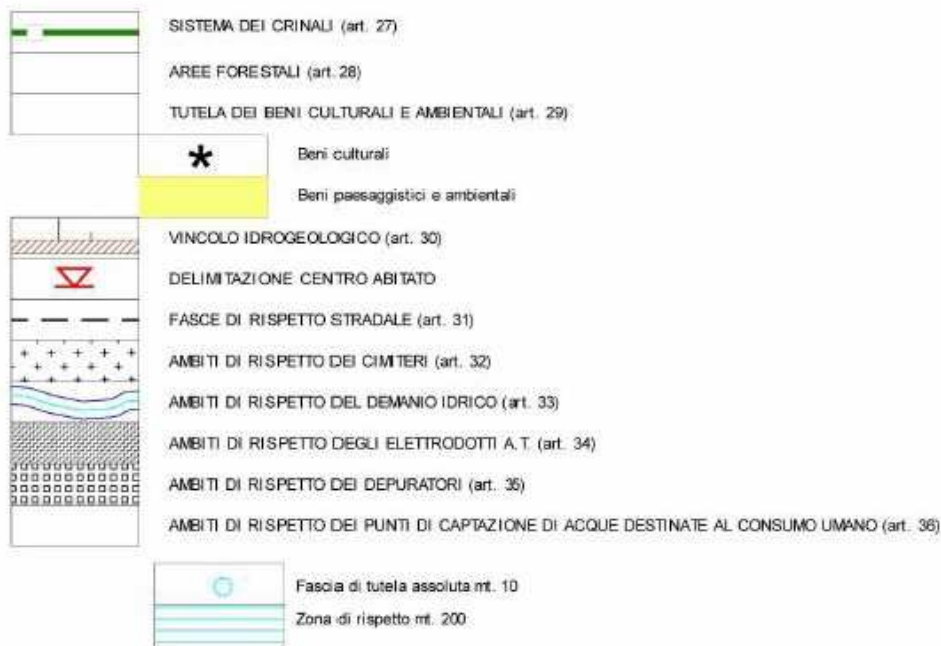 SISTEMA DEI CRINALI (art. 27)
AREE FORESTALI (art. 28)
TUTELA DEI BENI CULTURALI E AMBIENTALI (art. 29)
Beni culturali
Beni paesaggistici e ambientali
VINCOLO IDROGEOLOGICO (art. 30)
DELIMITAZIONE CENTRO ABITATO
FASCE DI RISPETTO STRADALE (art. 31)
AMBITI DI RISPETTO DEI CIMITERI (art. 32)
AMBITI DI RISPETTO DEL DEMANIO IDRICO (art. 33)
AMBITI DI RISPETTO DEGLI ELETTRODOTTI A.T. (art. 34)
AMBITI DI RISPETTO DEI DEPURATORI (art. 35)
AMBITI DI RISPETTO DEI PUNTI DI CAPTAZIONE DI ACQUE DESTINATE AL CONSUMO UMANO (art. 36)
Fascia di tutela assoluta mt. 10
Zona di rispetto mt. 200